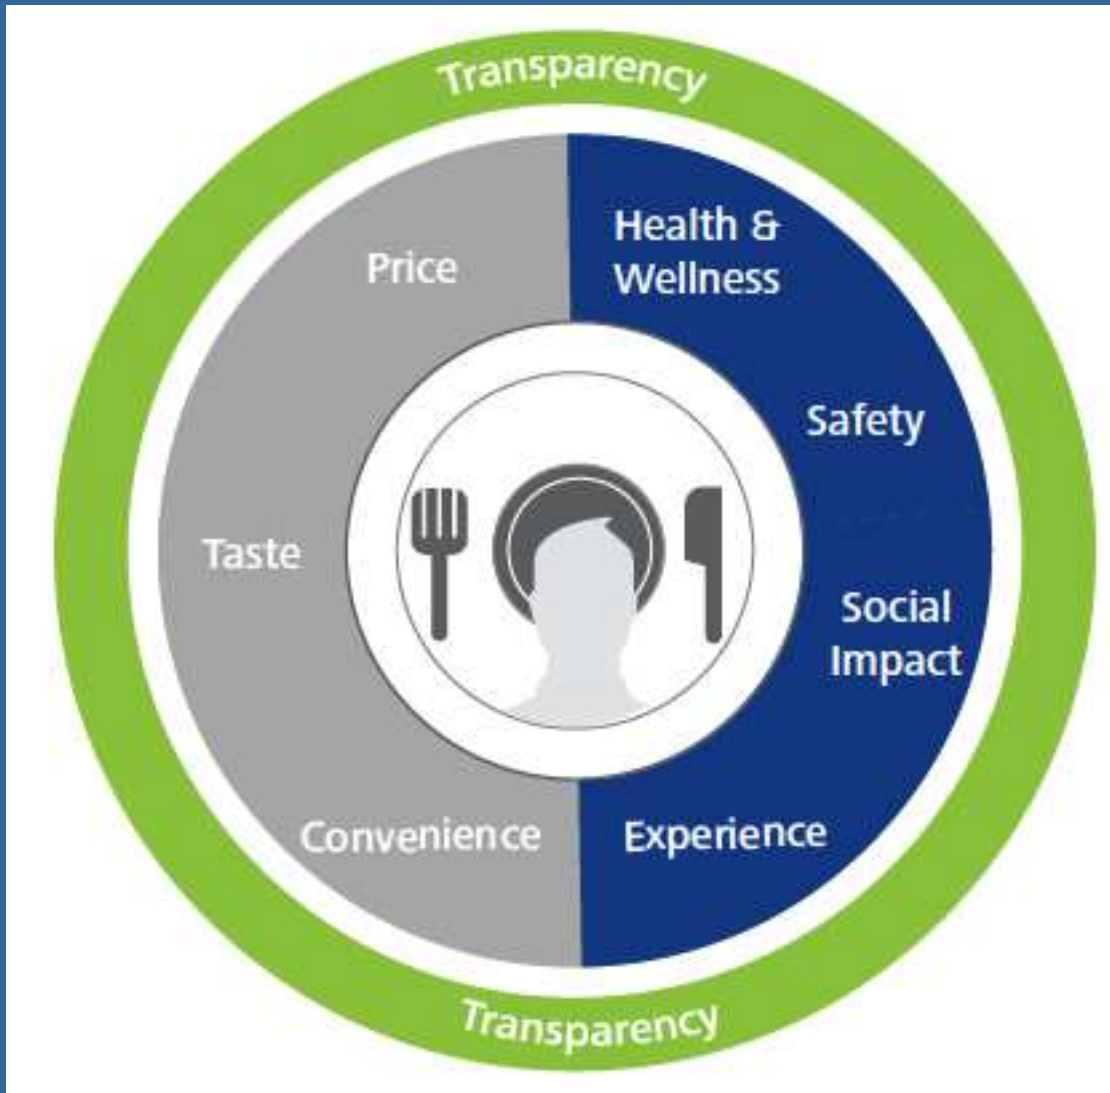 Transparency
Price
Taste
Convenience
Health &
Wellness
Safety
Social
Impact
Experience
Transparency